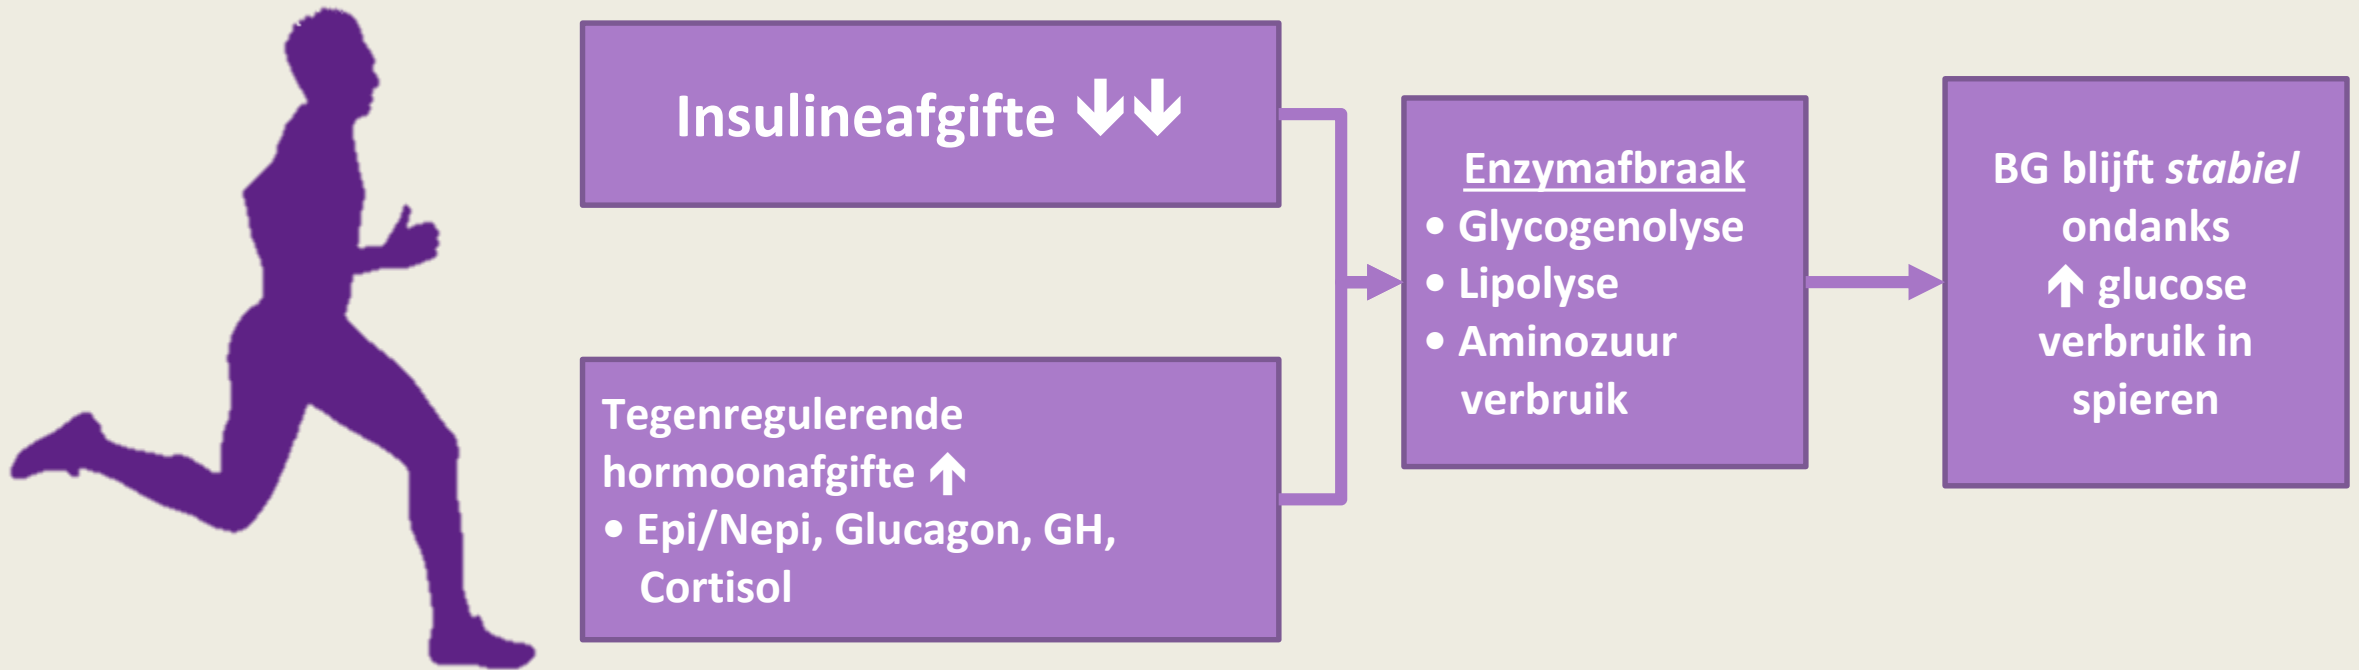 Insulineafgifte ↓↓
Tegenregulerende
hormoonafgifte ↑
• Epi/Nepi, Glucagon, GH,
Cortisol
Enzymafbraak
• Glycogenolyse
• Lipolyse
• Aminozuur
verbruik
BG blijft stabiel
ondanks
↑ glucose
verbruik in
spieren